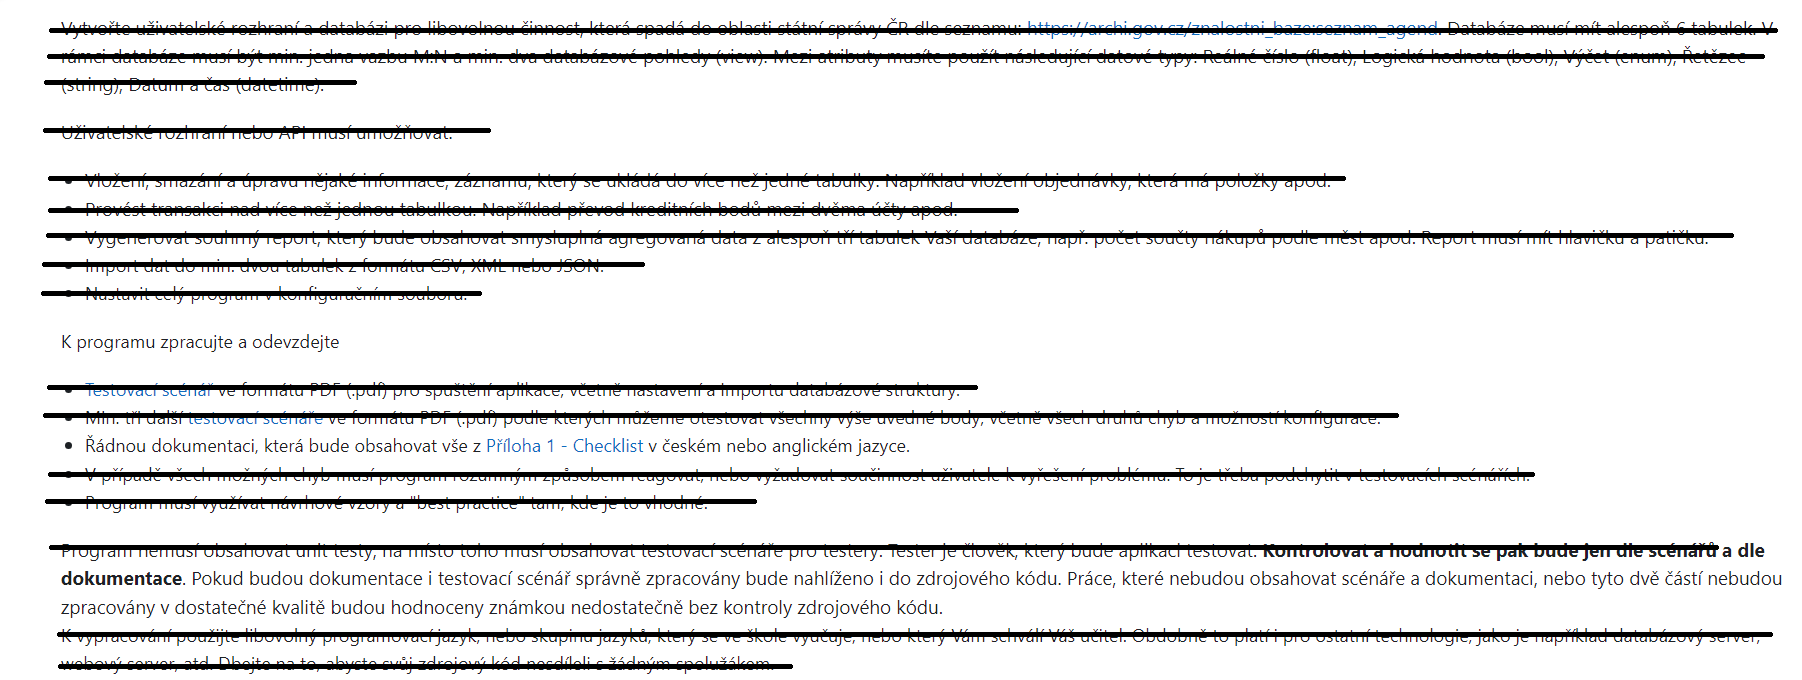 Vytvořte uživatelské rozhraní a databázi pro libovolnou činnost, která spadá do oblasti státní správy ČR dle seznamu: https://archi.gov.cz/znalostni_baze:seznam_agend. Databáze musí mít alespoň 6 tabulek. V
rámci databáze musí být min. jedna vazbu M:N a min. dva databázové pohledy (view). Mezi atributy musíte použít následující datové typy: Reálné číslo (float), Logická hodnota (bool), Výčet (enum), Řetězec
(string), Datum a čas (datetime).
Uživatelské rozhraní nebo API musí umožňovat:
Vložení, smazání a úpravu nějaké informace, záznamu, který se ukládá do více než jedné tabulky. Například vložení objednávky, která má položky apod.
Provést transakci nad více než jednou tabulkou. Například převod kreditních bodů mezi dvěma účty apod.
Vygenerovat souhrný report, který bude obsahovat smysluplná agregovaná data z alespoň tří tabulek Vaší databáze, např. počet součty nákupů podle měst apod. Report musí mít hlavičku a patičku.
Import dat do min. dvou tabulek z formátu CSV, XML nebo JSON.
Nastavit celý program v konfiguračním souboru.
K programu zpracujte a odevzdejte
Testovací scénář ve formátu PDF (.pdf) pro spuštění aplikace, včetně nastavení a importu databázové struktury.
Min. tři další testovací scénáře ve formátu PDF (.pdf) podle kterých můžeme otestovat všechny výše uvedné body, včetně všech druhů chyb a možností konfigurace.
Řádnou dokumentaci, která bude obsahovat vše z Příloha 1 - Checklist v českém nebo anglickém jazyce.
V případě všech možných chyb musí program rozumným způsobem reagovat, nebo vyžadovat součinnost uživatele k vyřešení problému. To je třeba podchytit v testovacích scénářích.
Program musí využívat návrhové vzory a "best practice" tam, kde je to vhodné.
Program nemusí obsahovat unit testy, na místo toho musí obsahovat testovací scénáře pro testery. Tester je člověk, který bude aplikaci testovat. Kontrolovat a hodnotit se pak bude jen dle scénářů a dle
dokumentace. Pokud budou dokumentace i testovací scénář správně zpracovány bude nahlíženo i do zdrojového kódu. Práce, které nebudou obsahovat scénáře a dokumentaci, nebo tyto dvě částí nebudou
zpracovány v dostatečné kvalitě budou hodnoceny známkou nedostatečně bez kontroly zdrojového kódu.
K vypracování použijte libovolný programovací jazyk, nebo skupinu jazyků, který se ve škole vyučuje, nebo který Vám schválí Váš učitel. Obdobně to platí i pro ostatní technologie, jako je například databázový server,
webový server, atd. Dbejte na to, abyste svůj zdrojový kód nesdíleli s žádným spolužákem.